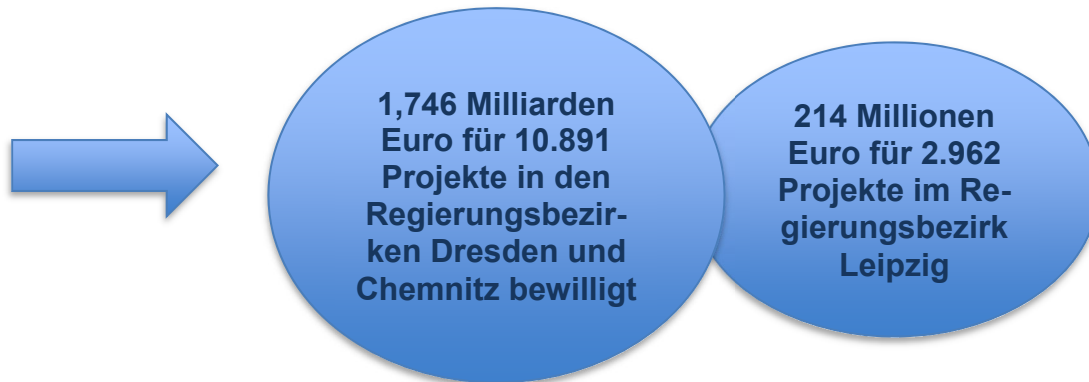 1,746 Milliarden
Euro für 10.891
Projekte in den
Regierungsbezir-
ken Dresden und
Chemnitz bewilligt
214 Millionen
Euro für 2.962
Projekte im Re-
gierungsbezirk
Leipzig